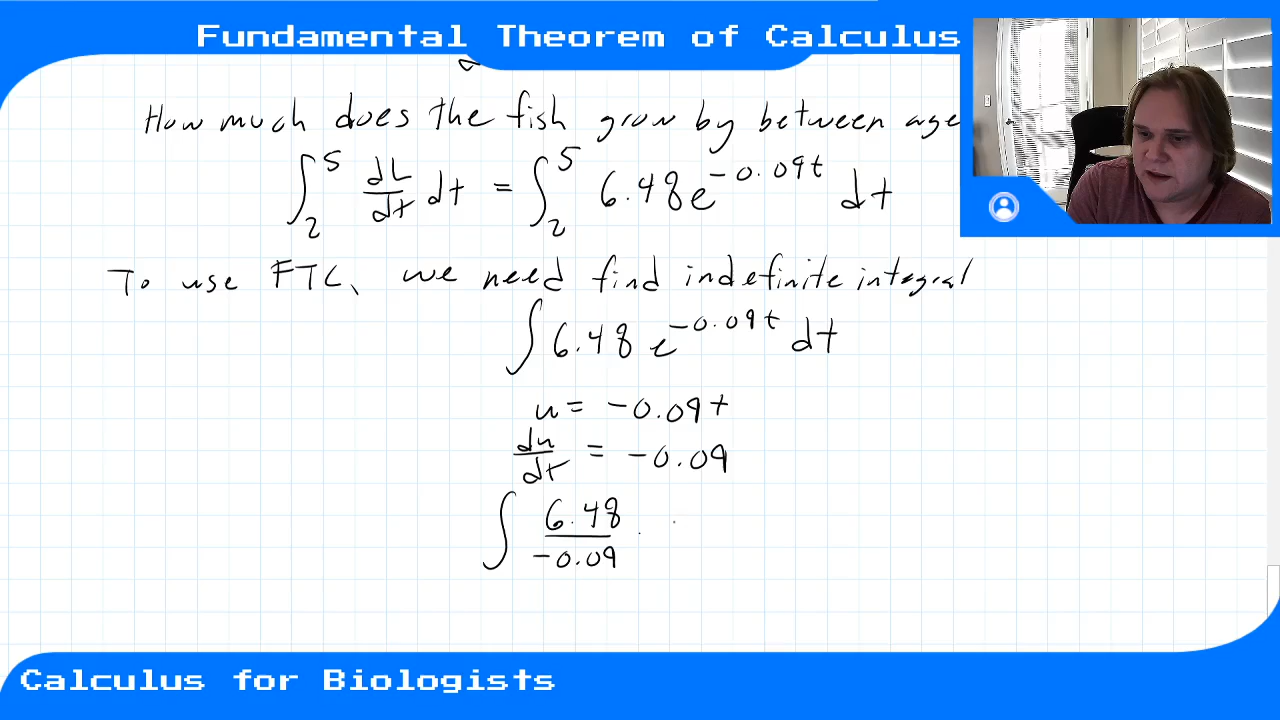 Fundamental Theorem of Calculus
How much does the fish grow by between age
∫₂⁵ dL/dt dt = ∫₂⁵ 6.48e^(-0.09t) dt
To use FTC, we need find indefinite integral
∫ 6.48 e^(-0.09t) dt
u = -0.09t
du/dt = -0.09
∫ 6.48/-0.09 ·
Calculus for Biologists